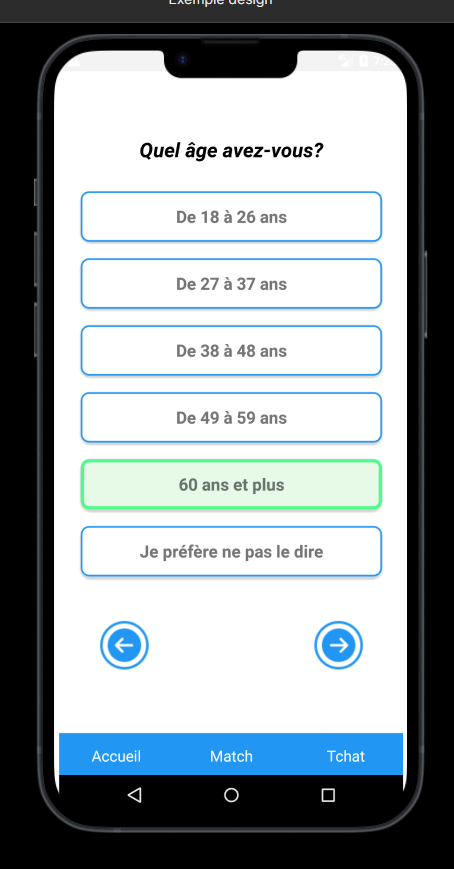 Exemple design
Quel âge avez-vous?
De 18 à 26 ans
De 27 à 37 ans
De 38 à 48 ans
De 49 à 59 ans
60 ans et plus
Je préfère ne pas le dire
Accueil
Match
Tchat